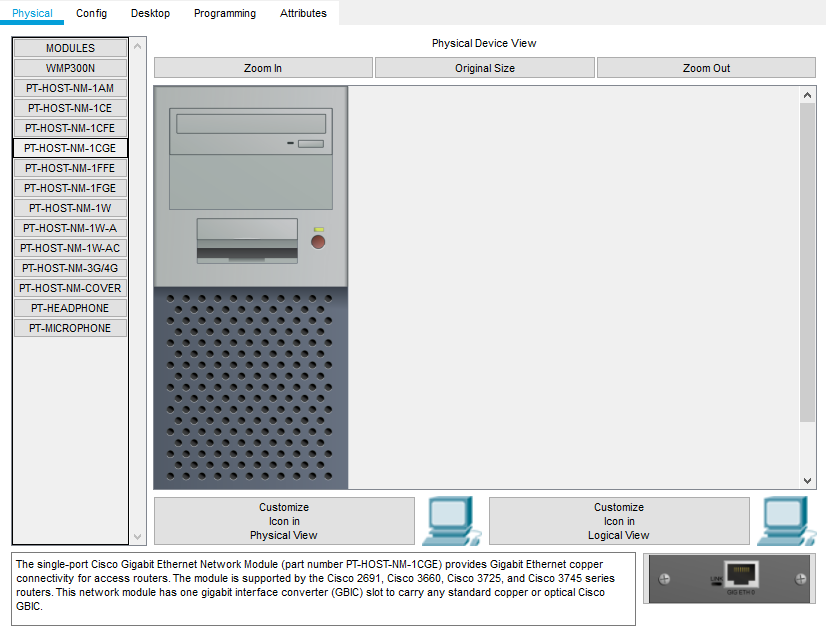 Physical Config Desktop Programming Attributes
MODULES
WMP300N
PT-HOST-NM-1AM
PT-HOST-NM-1CE
PT-HOST-NM-1CFE
PT-HOST-NM-1CGE
PT-HOST-NM-1FFE
PT-HOST-NM-1FGE
PT-HOST-NM-1W
PT-HOST-NM-1W-A
PT-HOST-NM-1W-AC
PT-HOST-NM-3G/4G
PT-HOST-NM-COVER
PT-HEADPHONE
PT-MICROPHONE
Physical Device View
Zoom In Original Size Zoom Out
Customize
Icon in
Physical View
Customize
Icon in
Logical View
The single-port Cisco Gigabit Ethernet Network Module (part number PT-HOST-NM-1CGE) provides Gigabit Ethernet copper
connectivity for access routers. The module is supported by the Cisco 2691, Cisco 3660, Cisco 3725, and Cisco 3745 series
routers. This network module has one gigabit interface converter (GBIC) slot to carry any standard copper or optical Cisco
GBIC.
LINK
GIG ETH 0